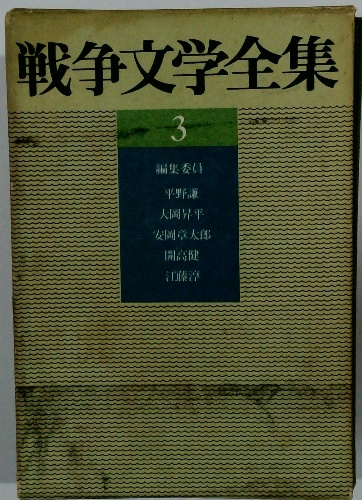 戦争文学全集
3
編集委員
平野謙
大岡昇平
安岡章太郎
開高健
江藤淳